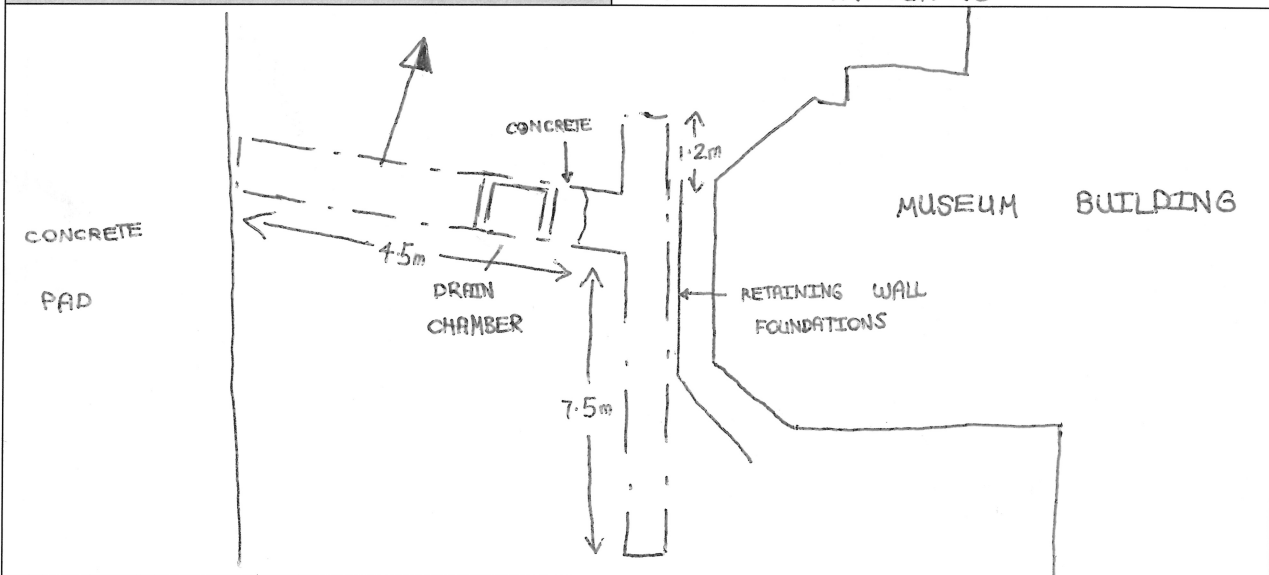 CONCRETE
1.2m
MUSEUM BUILDING
CONCRETE
PAD
4.5m
DRAIN
CHAMBER
RETAINING WALL
FOUNDATIONS
7.5m